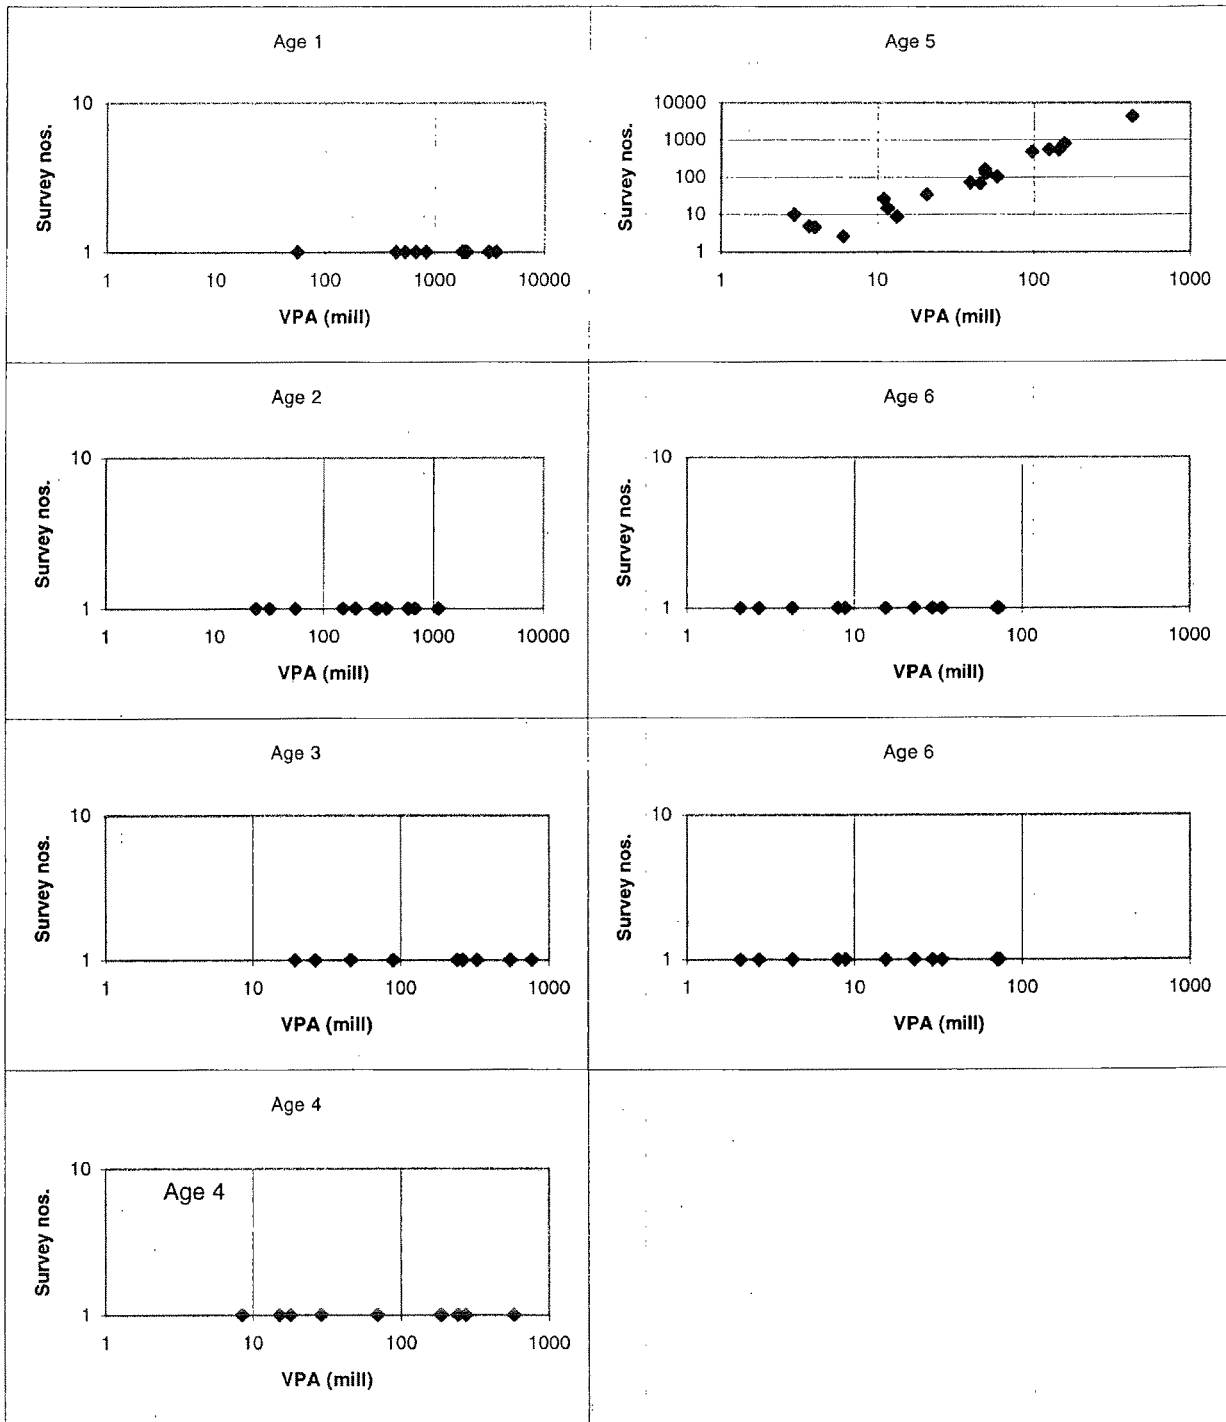 Age 1
10
1
Survey nos.
1 10 100 1000 10000
VPA (mill)
Age 5
10000
1000
100
10
1
Survey nos.
1 10 100 1000
VPA (mill)
Age 2
10
1
Survey nos.
1 10 100 1000 10000
VPA (mill)
Age 6
10
1
Survey nos.
1 10 100 1000
VPA (mill)
Age 3
10
1
Survey nos.
1 10 100 1000
VPA (mill)
Age 6
10
1
Survey nos.
1 10 100 1000
VPA (mill)
Age 4
10
Age 4
1
Survey nos.
1 10 100 1000
VPA (mill)